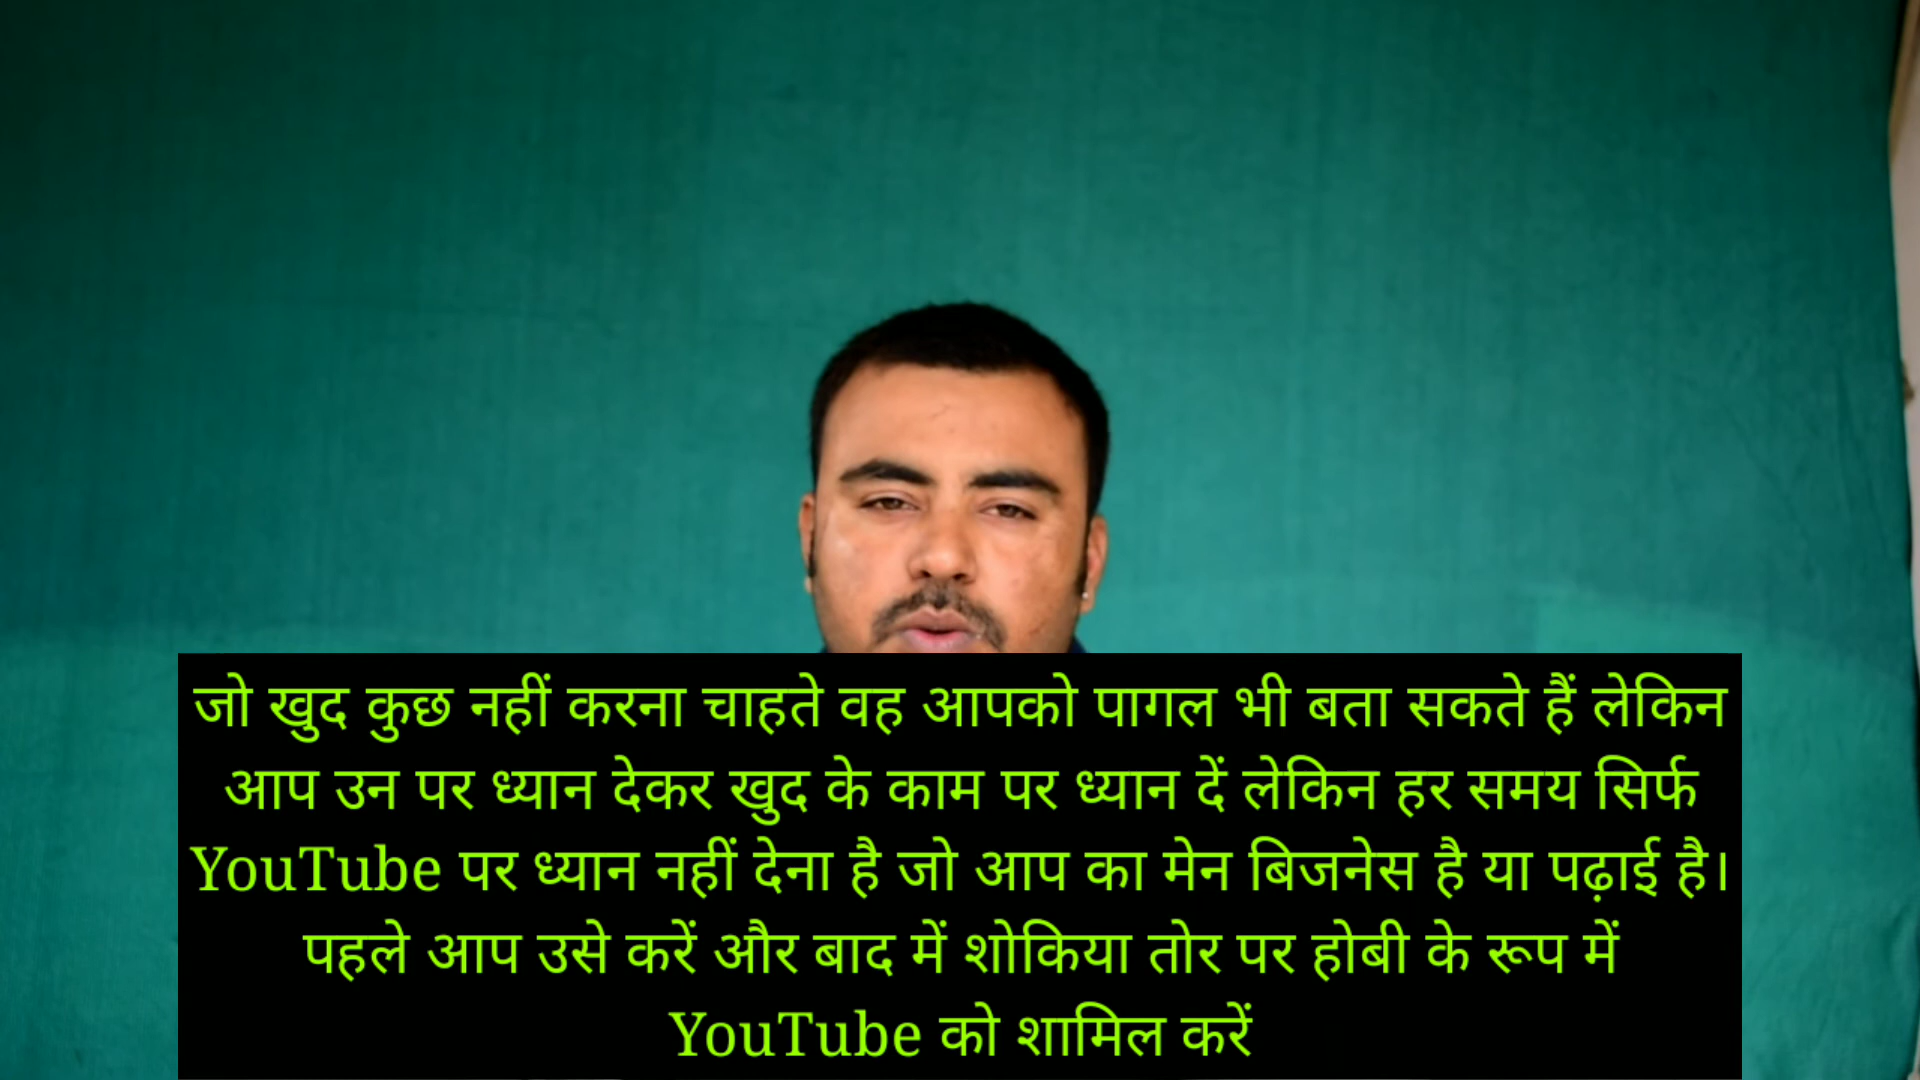 जो खुद कुछ नहीं करना चाहते वह आपको पागल भी बता सकते हैं लेकिन
आप उन पर ध्यान देकर खुद के काम पर ध्यान दें लेकिन हर समय सिर्फ
YouTube पर ध्यान नहीं देना है जो आप का मेन बिजनेस है या पढ़ाई है।
पहले आप उसे करें और बाद में शोकिया तोर पर होबी के रूप में
YouTube को शामिल करें